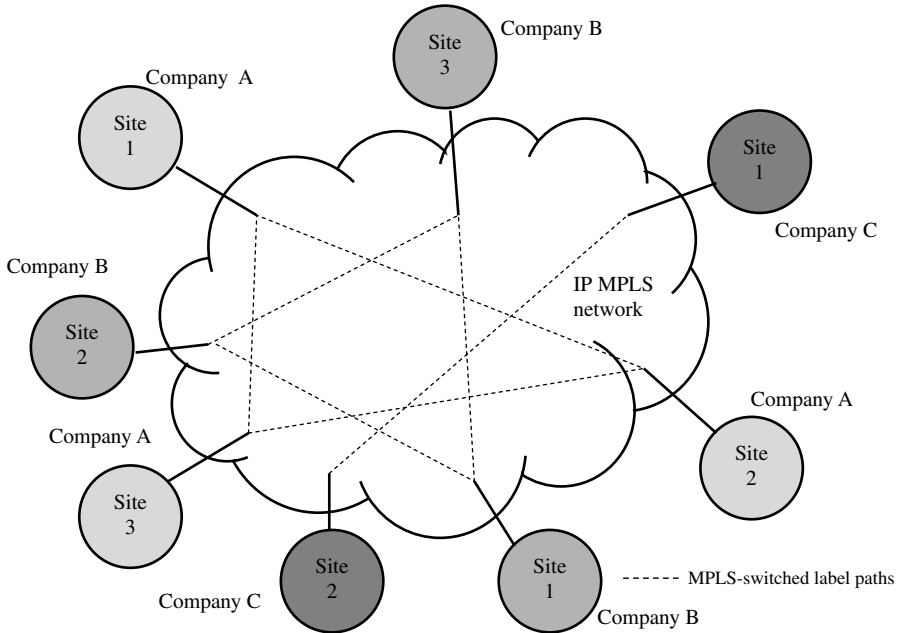 Company B
Site
3
Company A
Site
1
Site
1
Company C
Company B
Site
2
IP MPLS
network
Company A
Site
2
Company A
Site
3
Site
2
Company C
Site
1
Company B
MPLS-switched label paths